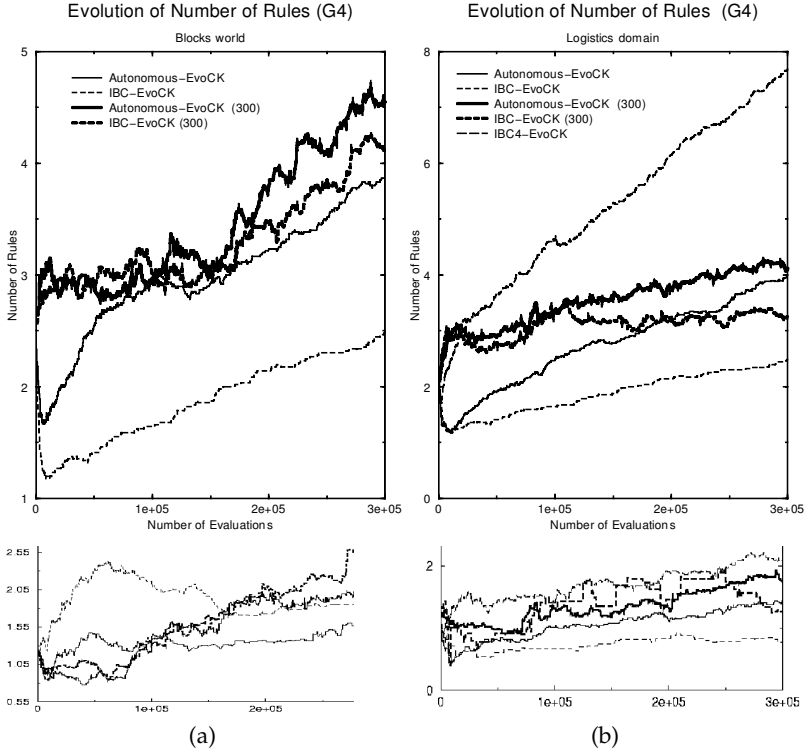 Evolution of Number of Rules (G4)
Blocks world
Autonomous−EvoCK
IBC−EvoCK
Autonomous−EvoCK (300)
IBC−EvoCK (300)
Number of Rules
5
4
3
2
1
0 1e+05 2e+05 3e+05
Number of Evaluations
2.55
2.05
1.55
1.05
0.55
0 1e+05 2e+05
(a)
Evolution of Number of Rules (G4)
Logistics domain
Autonomous−EvoCK
IBC−EvoCK
Autonomous−EvoCK (300)
IBC−EvoCK (300)
IBC4−EvoCK
Number of Rules
8
6
4
2
0
0 1e+05 2e+05 3e+05
Number of Evaluations
2
0
0 1e+05 2e+05 3e+05
(b)